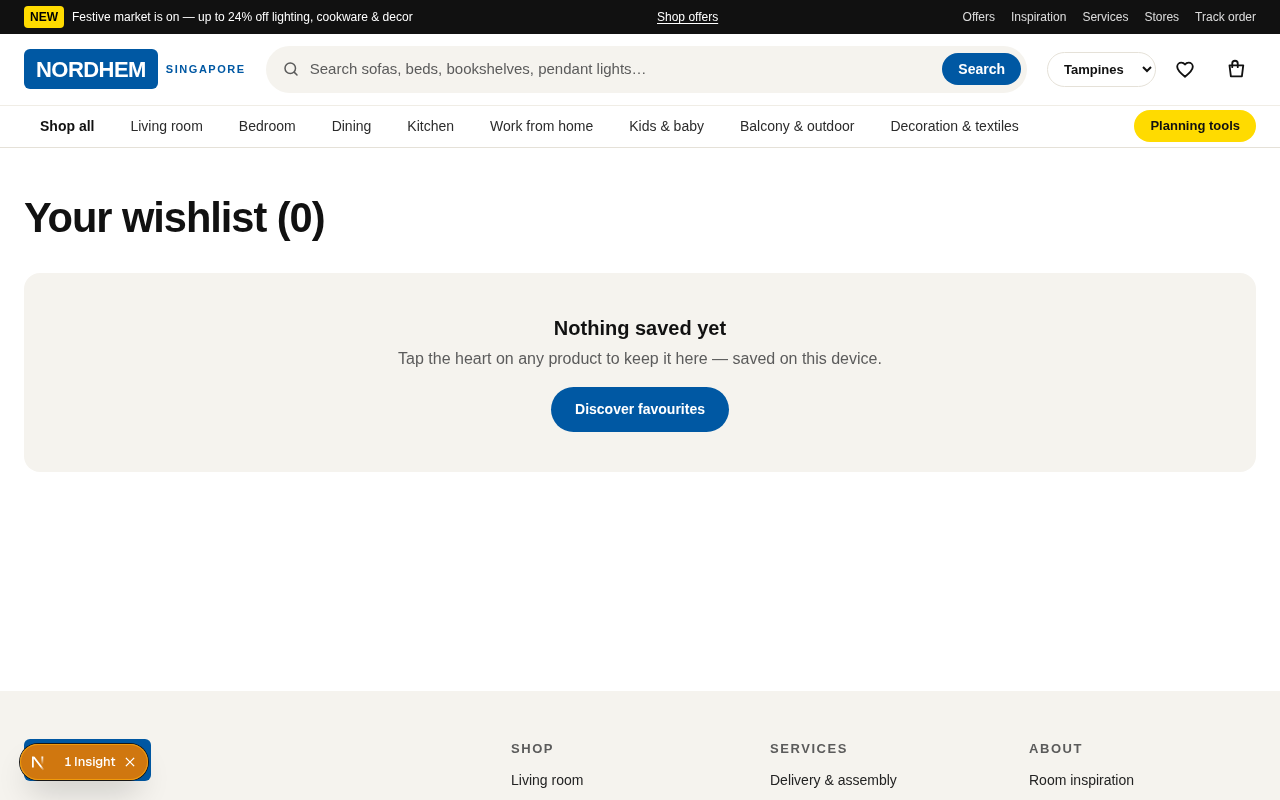 NEW Festive market is on — up to 24% off lighting, cookware & decor Shop offers Offers Inspiration Services Stores Track order
NORDHEM SINGAPORE Search sofas, beds, bookshelves, pendant lights… Search Tampines
Shop all Living room Bedroom Dining Kitchen Work from home Kids & baby Balcony & outdoor Decoration & textiles Planning tools
Your wishlist (0)
Nothing saved yet
Tap the heart on any product to keep it here — saved on this device.
Discover favourites
SHOP SERVICES ABOUT
1 Insight
Living room Delivery & assembly Room inspiration